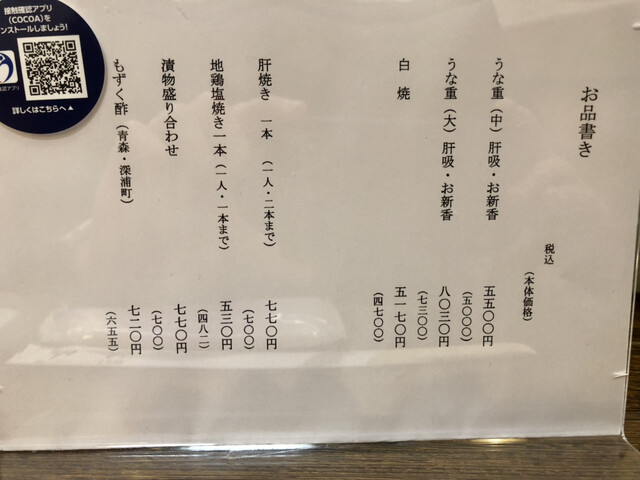 お品書き
税込
(本体価格)
うな重(中)肝吸・お新香
五五〇〇円
(五〇〇〇)
うな重(大)肝吸・お新香
八〇三〇円
(七三〇〇)
白焼
五一七〇円
(四七〇〇)
肝焼き 一本 (一人・二本まで)
七七〇円
(七〇〇)
地鶏塩焼き一本(一人・一本まで)
五三〇円
(四八二)
漬物盛り合わせ
七七〇円
(七〇〇)
もずく酢(青森・深浦町)
七二〇円
(六五五)
接触確認アプリ
(COCOA)を
ンストールしましょう!
認アプリ
詳しくはこちらへ▲